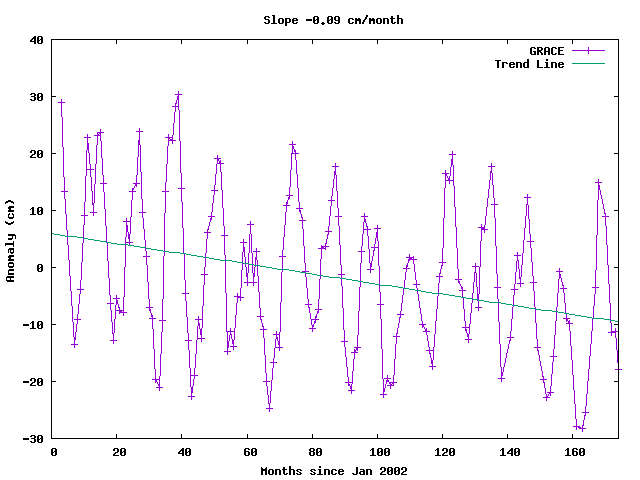 Slope -0.09 cm/month
40
30
20
10
0
-10
-20
-30
Anomaly (cm)
GRACE
Trend Line
0 20 40 60 80 100 120 140 160
Months since Jan 2002